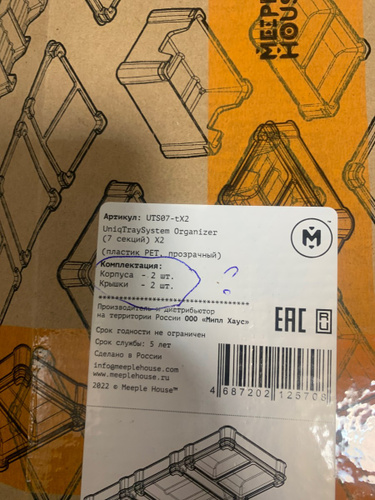 MEEPLE
HOUSE
Артикул: UTS07-tX2
UniqTraySystem Organizer
(7 секций) X2
(пластик PET, прозрачный)
Комплектация:
Корпуса - 2 шт.
Крышки - 2 шт.
?
**********************************
Производитель и дистрибьютор
на территории России ООО «Мипл Хаус»
Срок годности не ограничен
Срок службы: 5 лет
Сделано в России
info@meeplehouse.com
www.meeplehouse.ru
2022 © Meeple House™
M
EAC
4 687202 125708